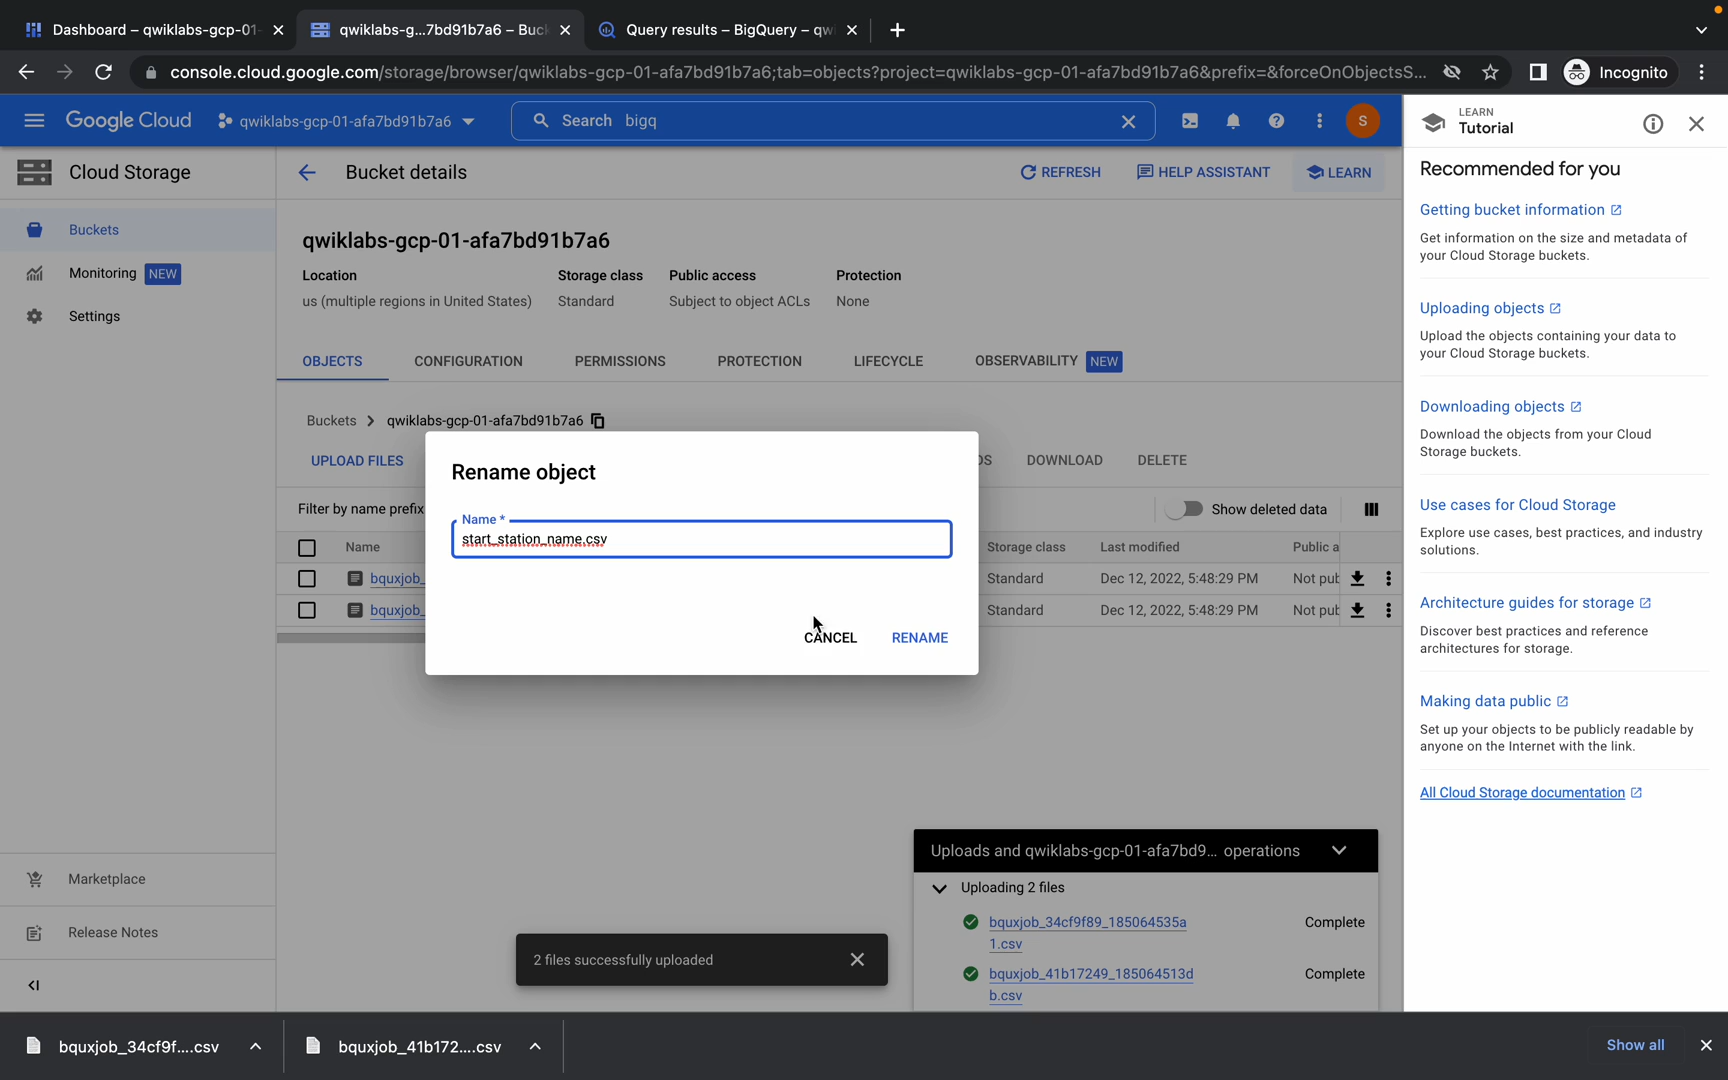 Dashboard – qwiklabs-gcp-01-
qwiklabs-g...7bd91b7a6 – Buck
Query results – BigQuery – qwi
console.cloud.google.com/storage/browser/qwiklabs-gcp-01-afa7bd91b7a6;tab=objects?project=qwiklabs-gcp-01-afa7bd91b7a6&prefix=&forceOnObjectsS...
Incognito
Google Cloud
qwiklabs-gcp-01-afa7bd91b7a6
Search bigq
S
LEARN
Tutorial
Cloud Storage
Bucket details
REFRESH
HELP ASSISTANT
LEARN
Recommended for you
Buckets
Monitoring NEW
Settings
qwiklabs-gcp-01-afa7bd91b7a6
Location
Storage class
Public access
Protection
us (multiple regions in United States)
Standard
Subject to object ACLs
None
OBJECTS
CONFIGURATION
PERMISSIONS
PROTECTION
LIFECYCLE
OBSERVABILITY NEW
Buckets > qwiklabs-gcp-01-afa7bd91b7a6
UPLOAD FILES
DS
DOWNLOAD
DELETE
Filter by name prefix
Show deleted data
Name
Storage class
Last modified
Public a
bquxjob_
Standard
Dec 12, 2022, 5:48:29 PM
Not pub
bquxjob_
Standard
Dec 12, 2022, 5:48:29 PM
Not pub
Rename object
Name *
start_station_name.csv
CANCEL
RENAME
Getting bucket information
Get information on the size and metadata of
your Cloud Storage buckets.
Uploading objects
Upload the objects containing your data to
your Cloud Storage buckets.
Downloading objects
Download the objects from your Cloud
Storage buckets.
Use cases for Cloud Storage
Explore use cases, best practices, and industry
solutions.
Architecture guides for storage
Discover best practices and reference
architectures for storage.
Making data public
Set up your objects to be publicly readable by
anyone on the Internet with the link.
All Cloud Storage documentation
Marketplace
Release Notes
2 files successfully uploaded
Uploads and qwiklabs-gcp-01-afa7bd9... operations
Uploading 2 files
bquxjob_34cf9f89_185064535a
1.csv
Complete
bquxjob_41b17249_185064513d
b.csv
Complete
bquxjob_34cf9f....csv
bquxjob_41b172....csv
Show all